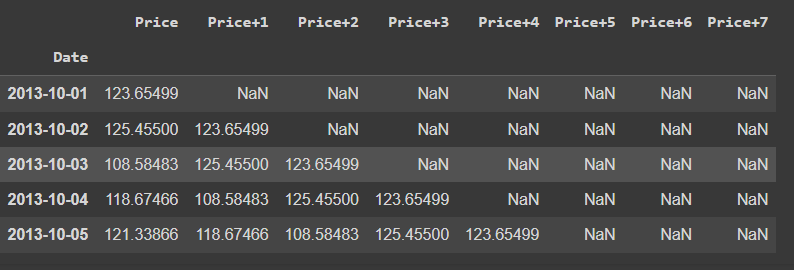 Price Price+1 Price+2 Price+3 Price+4 Price+5 Price+6 Price+7
Date
2013-10-01 123.65499 NaN NaN NaN NaN NaN NaN NaN
2013-10-02 125.45500 123.65499 NaN NaN NaN NaN NaN NaN
2013-10-03 108.58483 125.45500 123.65499 NaN NaN NaN NaN NaN
2013-10-04 118.67466 108.58483 125.45500 123.65499 NaN NaN NaN NaN
2013-10-05 121.33866 118.67466 108.58483 125.45500 123.65499 NaN NaN NaN